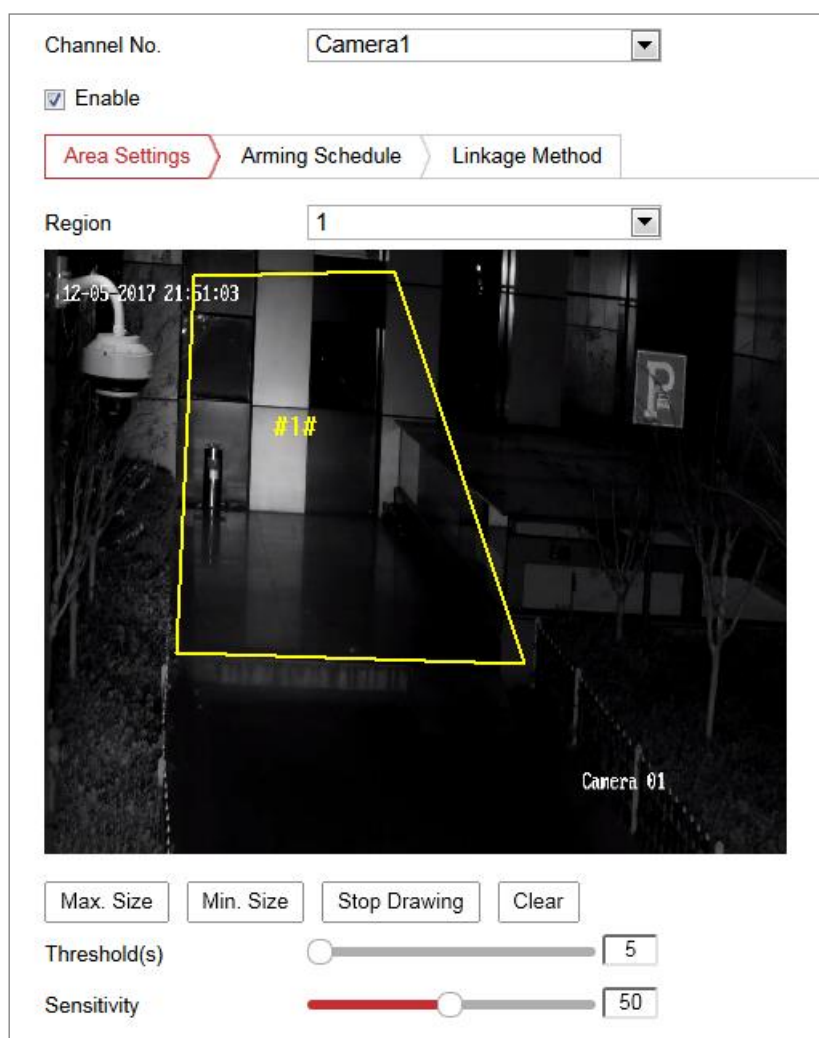 Channel No. Camera1
Enable
Area Settings Arming Schedule Linkage Method
Region 1
12-05-2017 21:51:03
P
#1#
Camera 01
Max. Size Min. Size Stop Drawing Clear
Threshold(s) 5
Sensitivity 50